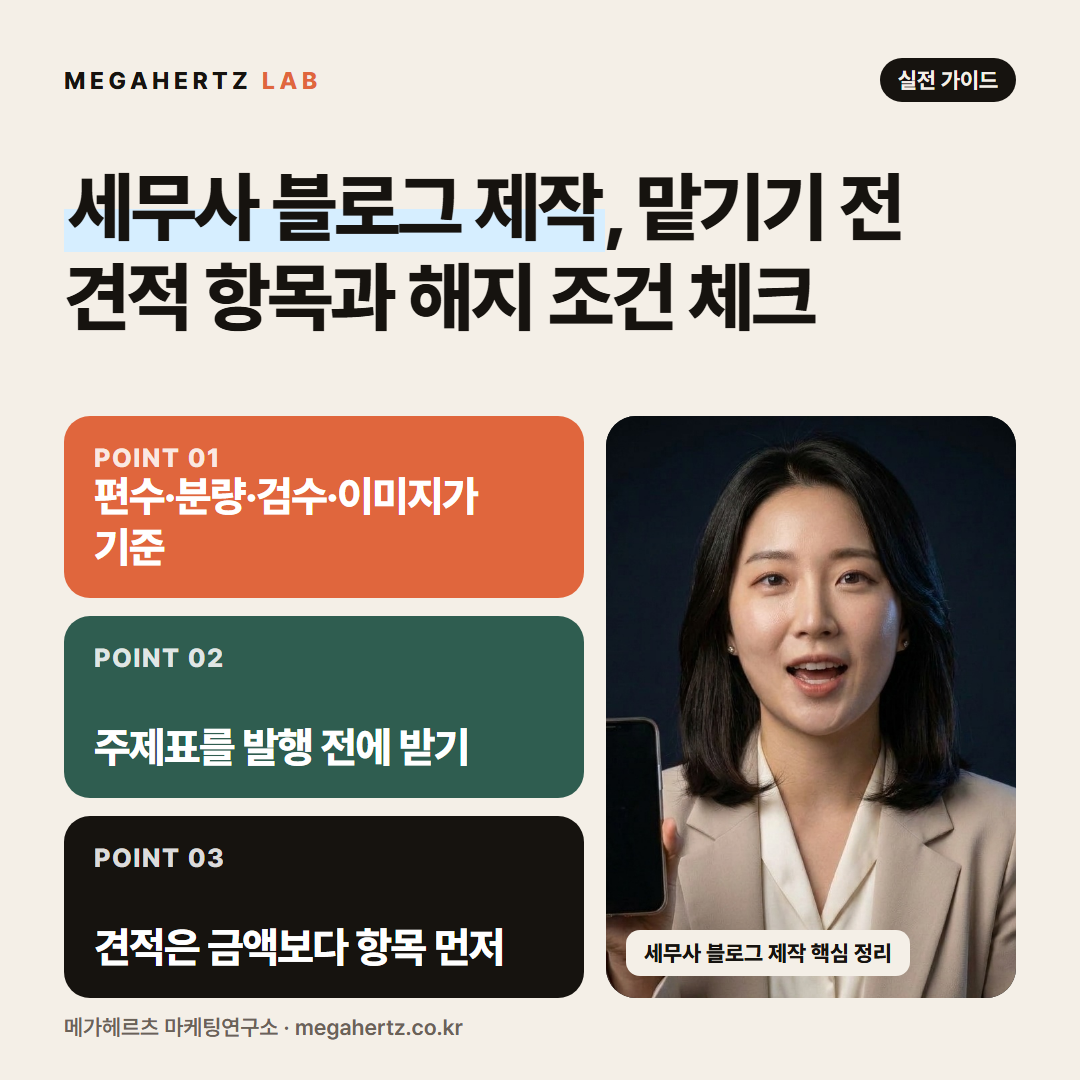 MEGAHERTZ LAB
실전 가이드
세무사 블로그 제작, 맡기기 전
견적 항목과 해지 조건 체크
POINT 01
편수·분량·검수·이미지가
기준
POINT 02
주제표를 발행 전에 받기
POINT 03
견적은 금액보다 항목 먼저
세무사 블로그 제작 핵심 정리
메가헤르츠 마케팅연구소 · megahertz.co.kr